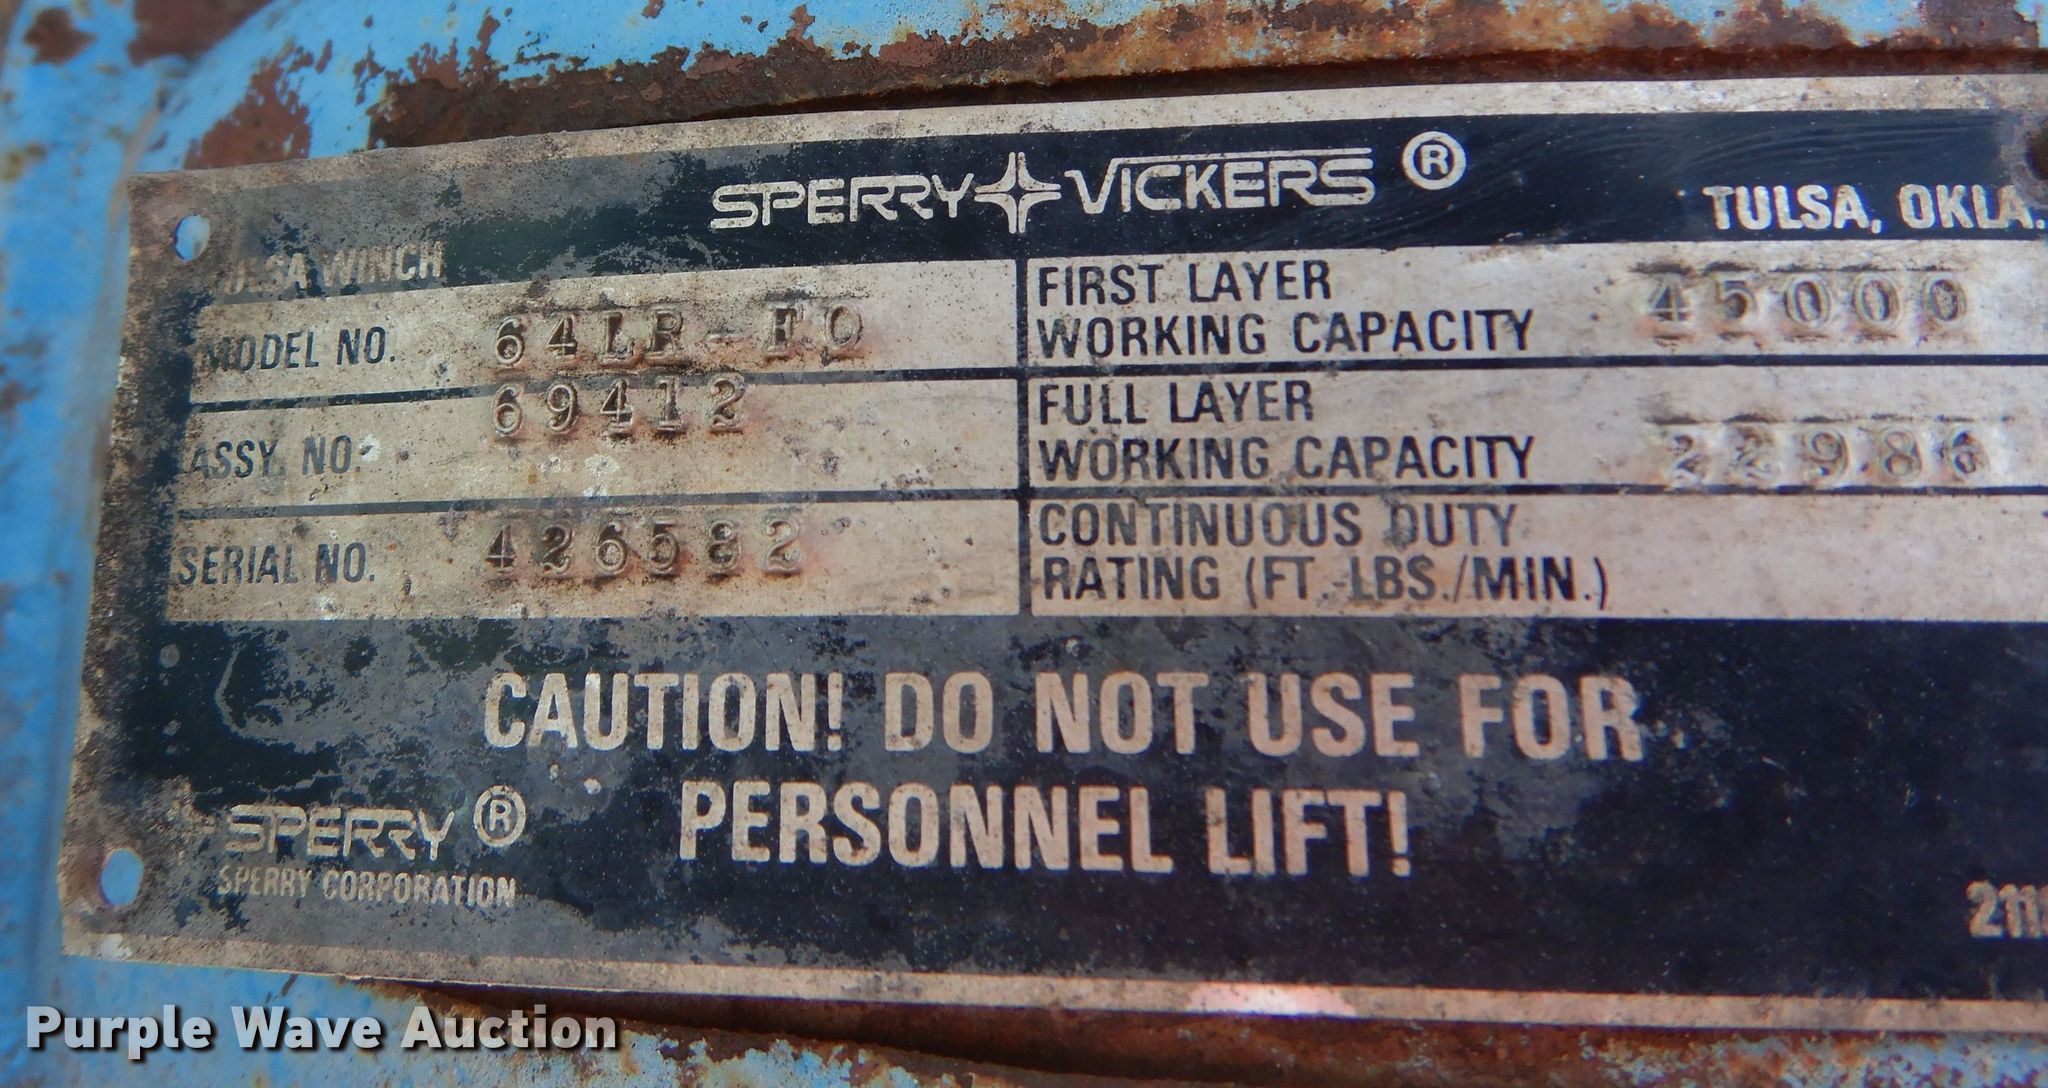 SPERRY VICKERS ®
TULSA, OKLA.
TULSA WINCH
MODEL NO. 64LR-FO
ASSY. NO. 69412
SERIAL NO. 426582
FIRST LAYER
WORKING CAPACITY 45000
FULL LAYER
WORKING CAPACITY 22986
CONTINUOUS DUTY
RATING (FT. LBS./MIN.)
CAUTION! DO NOT USE FOR
PERSONNEL LIFT!
SPERRY ®
SPERRY CORPORATION
Purple Wave Auction